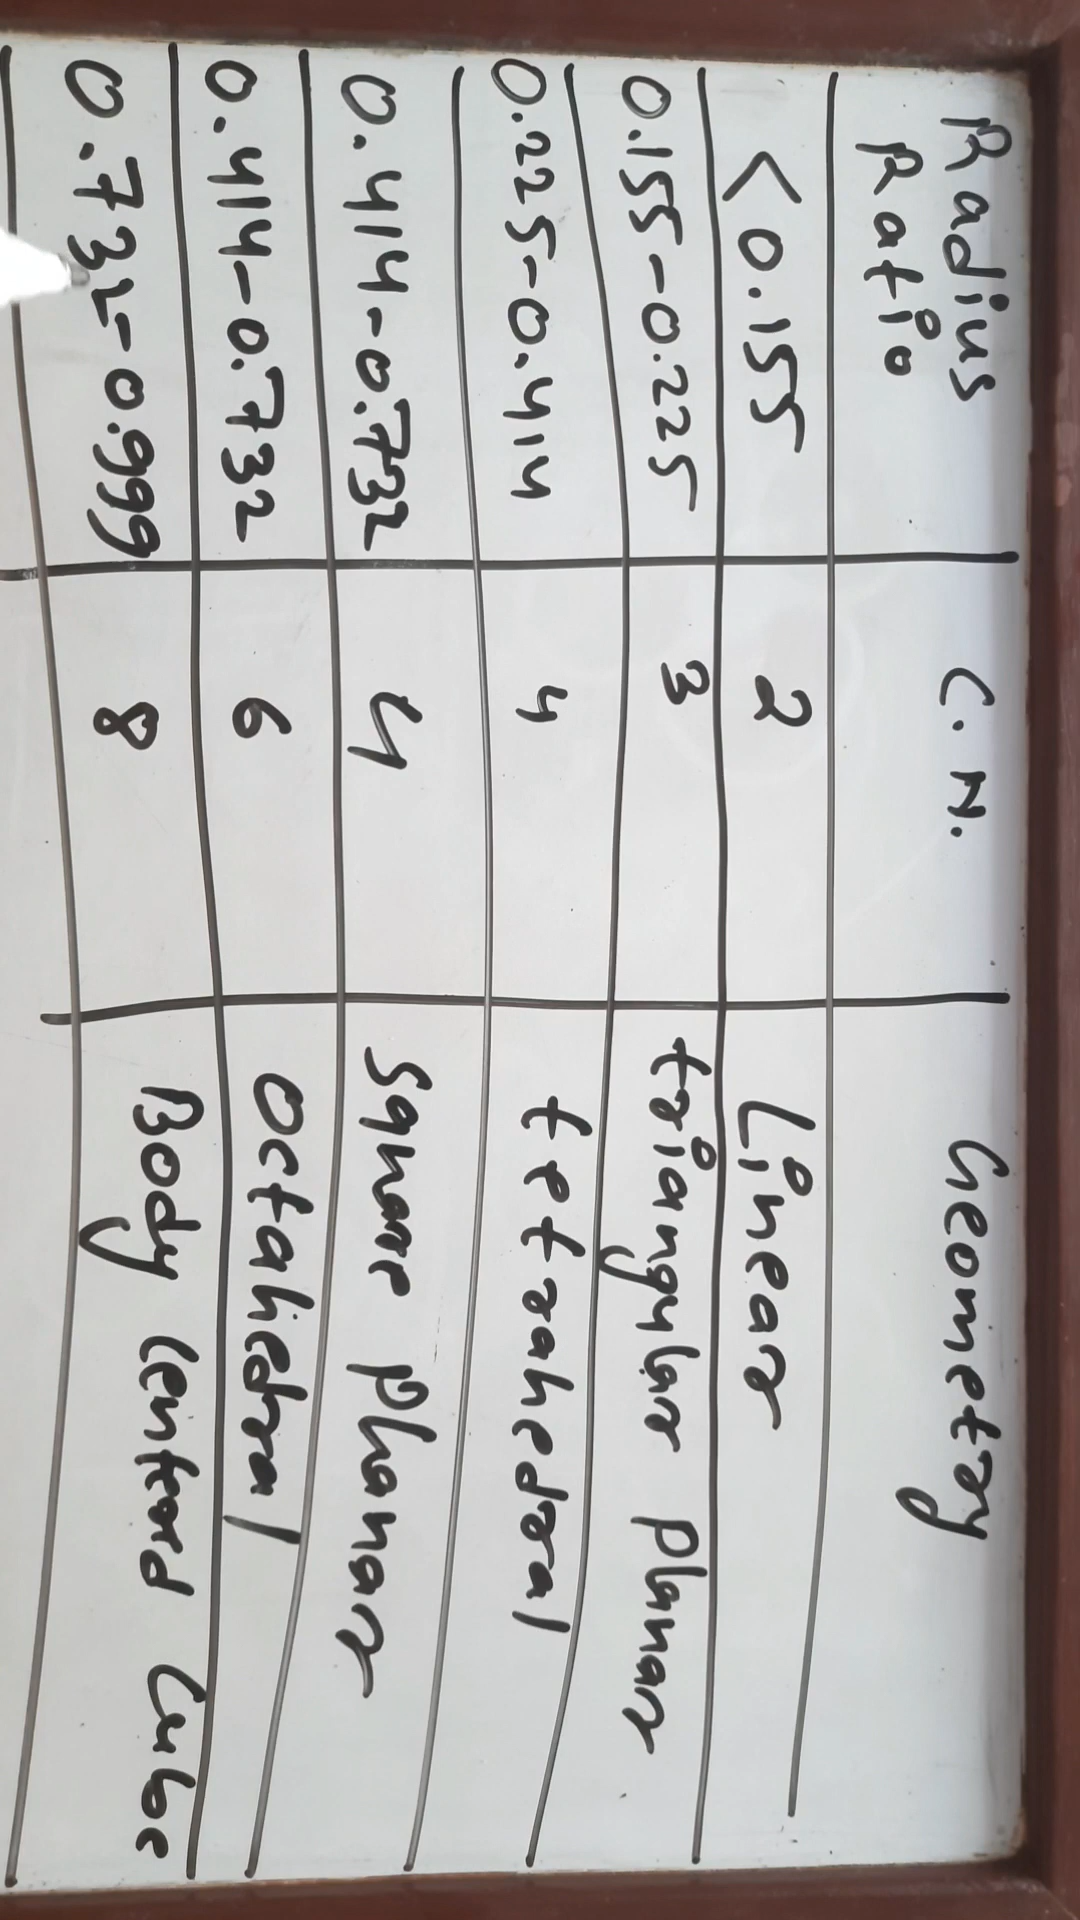 Radius Ratio C.N. Geometry
<0.155 2 Linear
0.155-0.225 3 triangular Planar
0.225-0.414 4 tetrahedral
0.414-0.732 4 Square Planar
0.414-0.732 6 Octahedral
0.732-0.999 8 Body Centered Cube